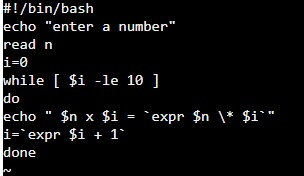 #!/bin/bash
echo "enter a number"
read n
i=0
while [ $i -le 10 ]
do
echo " $n x $i = `expr $n \* $i`"
i=`expr $i + 1`
done
~